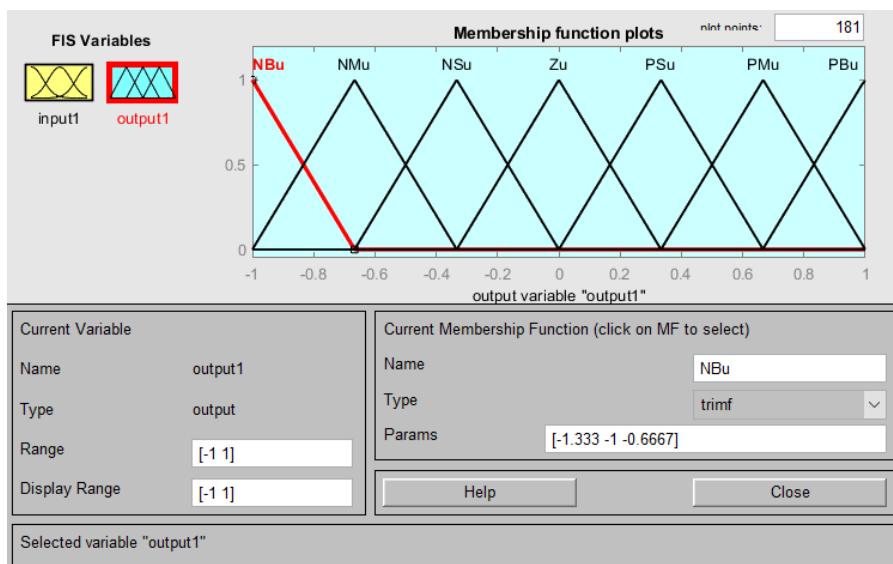 FIS Variables
Membership function plots
plot points:
181
input1
output1
NBu
NMu
NSu
Zu
PSu
PMu
PBu
1
0.5
0
-1
-0.8
-0.6
-0.4
-0.2
0
0.2
0.4
0.6
0.8
1
output variable "output1"
Current Variable
Name
output1
Type
output
Range
[-1 1]
Display Range
[-1 1]
Current Membership Function (click on MF to select)
Name
NBu
Type
trimf
Params
[-1.333 -1 -0.6667]
Help
Close
Selected variable "output1"